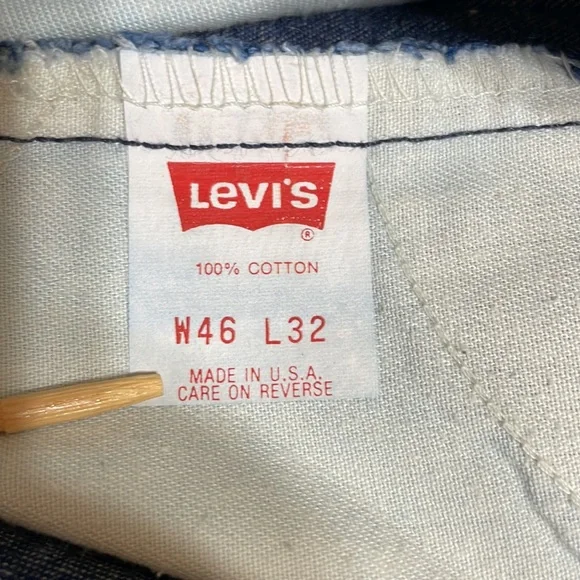 Levi's
®
100% COTTON
W46 L32
MADE IN U.S.A.
CARE ON REVERSE